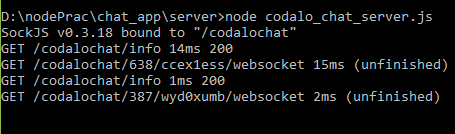 D:\nodePrac\chat_app\server>node codalo_chat_server.js
SockJS v0.3.18 bound to "/codalochat"
GET /codalochat/info 14ms 200
GET /codalochat/638/ccex1ess/websocket 15ms (unfinished)
GET /codalochat/info 1ms 200
GET /codalochat/387/wyd0xumb/websocket 2ms (unfinished)